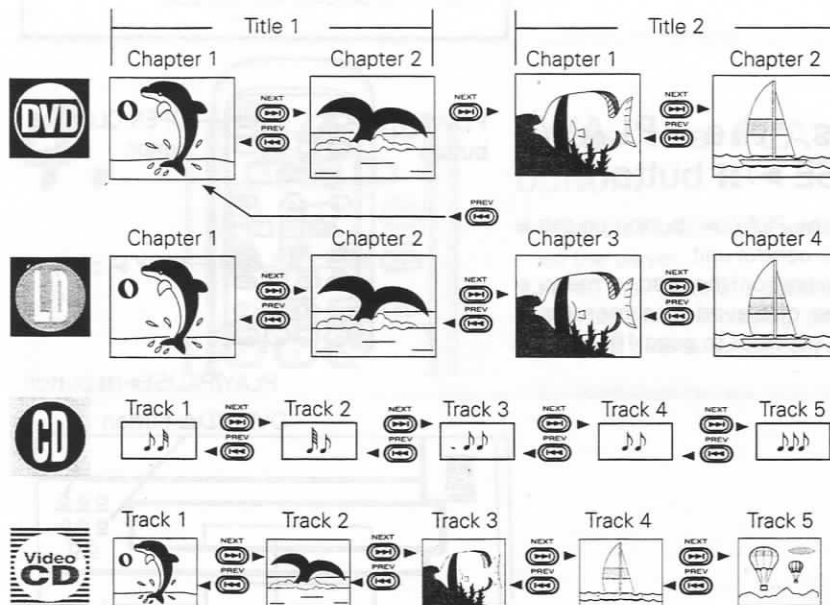 Title 1 Title 2
Chapter 1 Chapter 2 Chapter 1 Chapter 2
DVD
NEXT NEXT NEXT
PREV PREV
PREV
Chapter 1 Chapter 2 Chapter 3 Chapter 4
LD
NEXT NEXT NEXT
PREV PREV PREV
Track 1 Track 2 Track 3 Track 4 Track 5
CD
NEXT NEXT NEXT NEXT
PREV PREV PREV PREV
Track 1 Track 2 Track 3 Track 4 Track 5
Video
CD
NEXT NEXT NEXT NEXT
PREV PREV PREV PREV